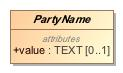 PartyName
attributes
+value : TEXT [0..1]